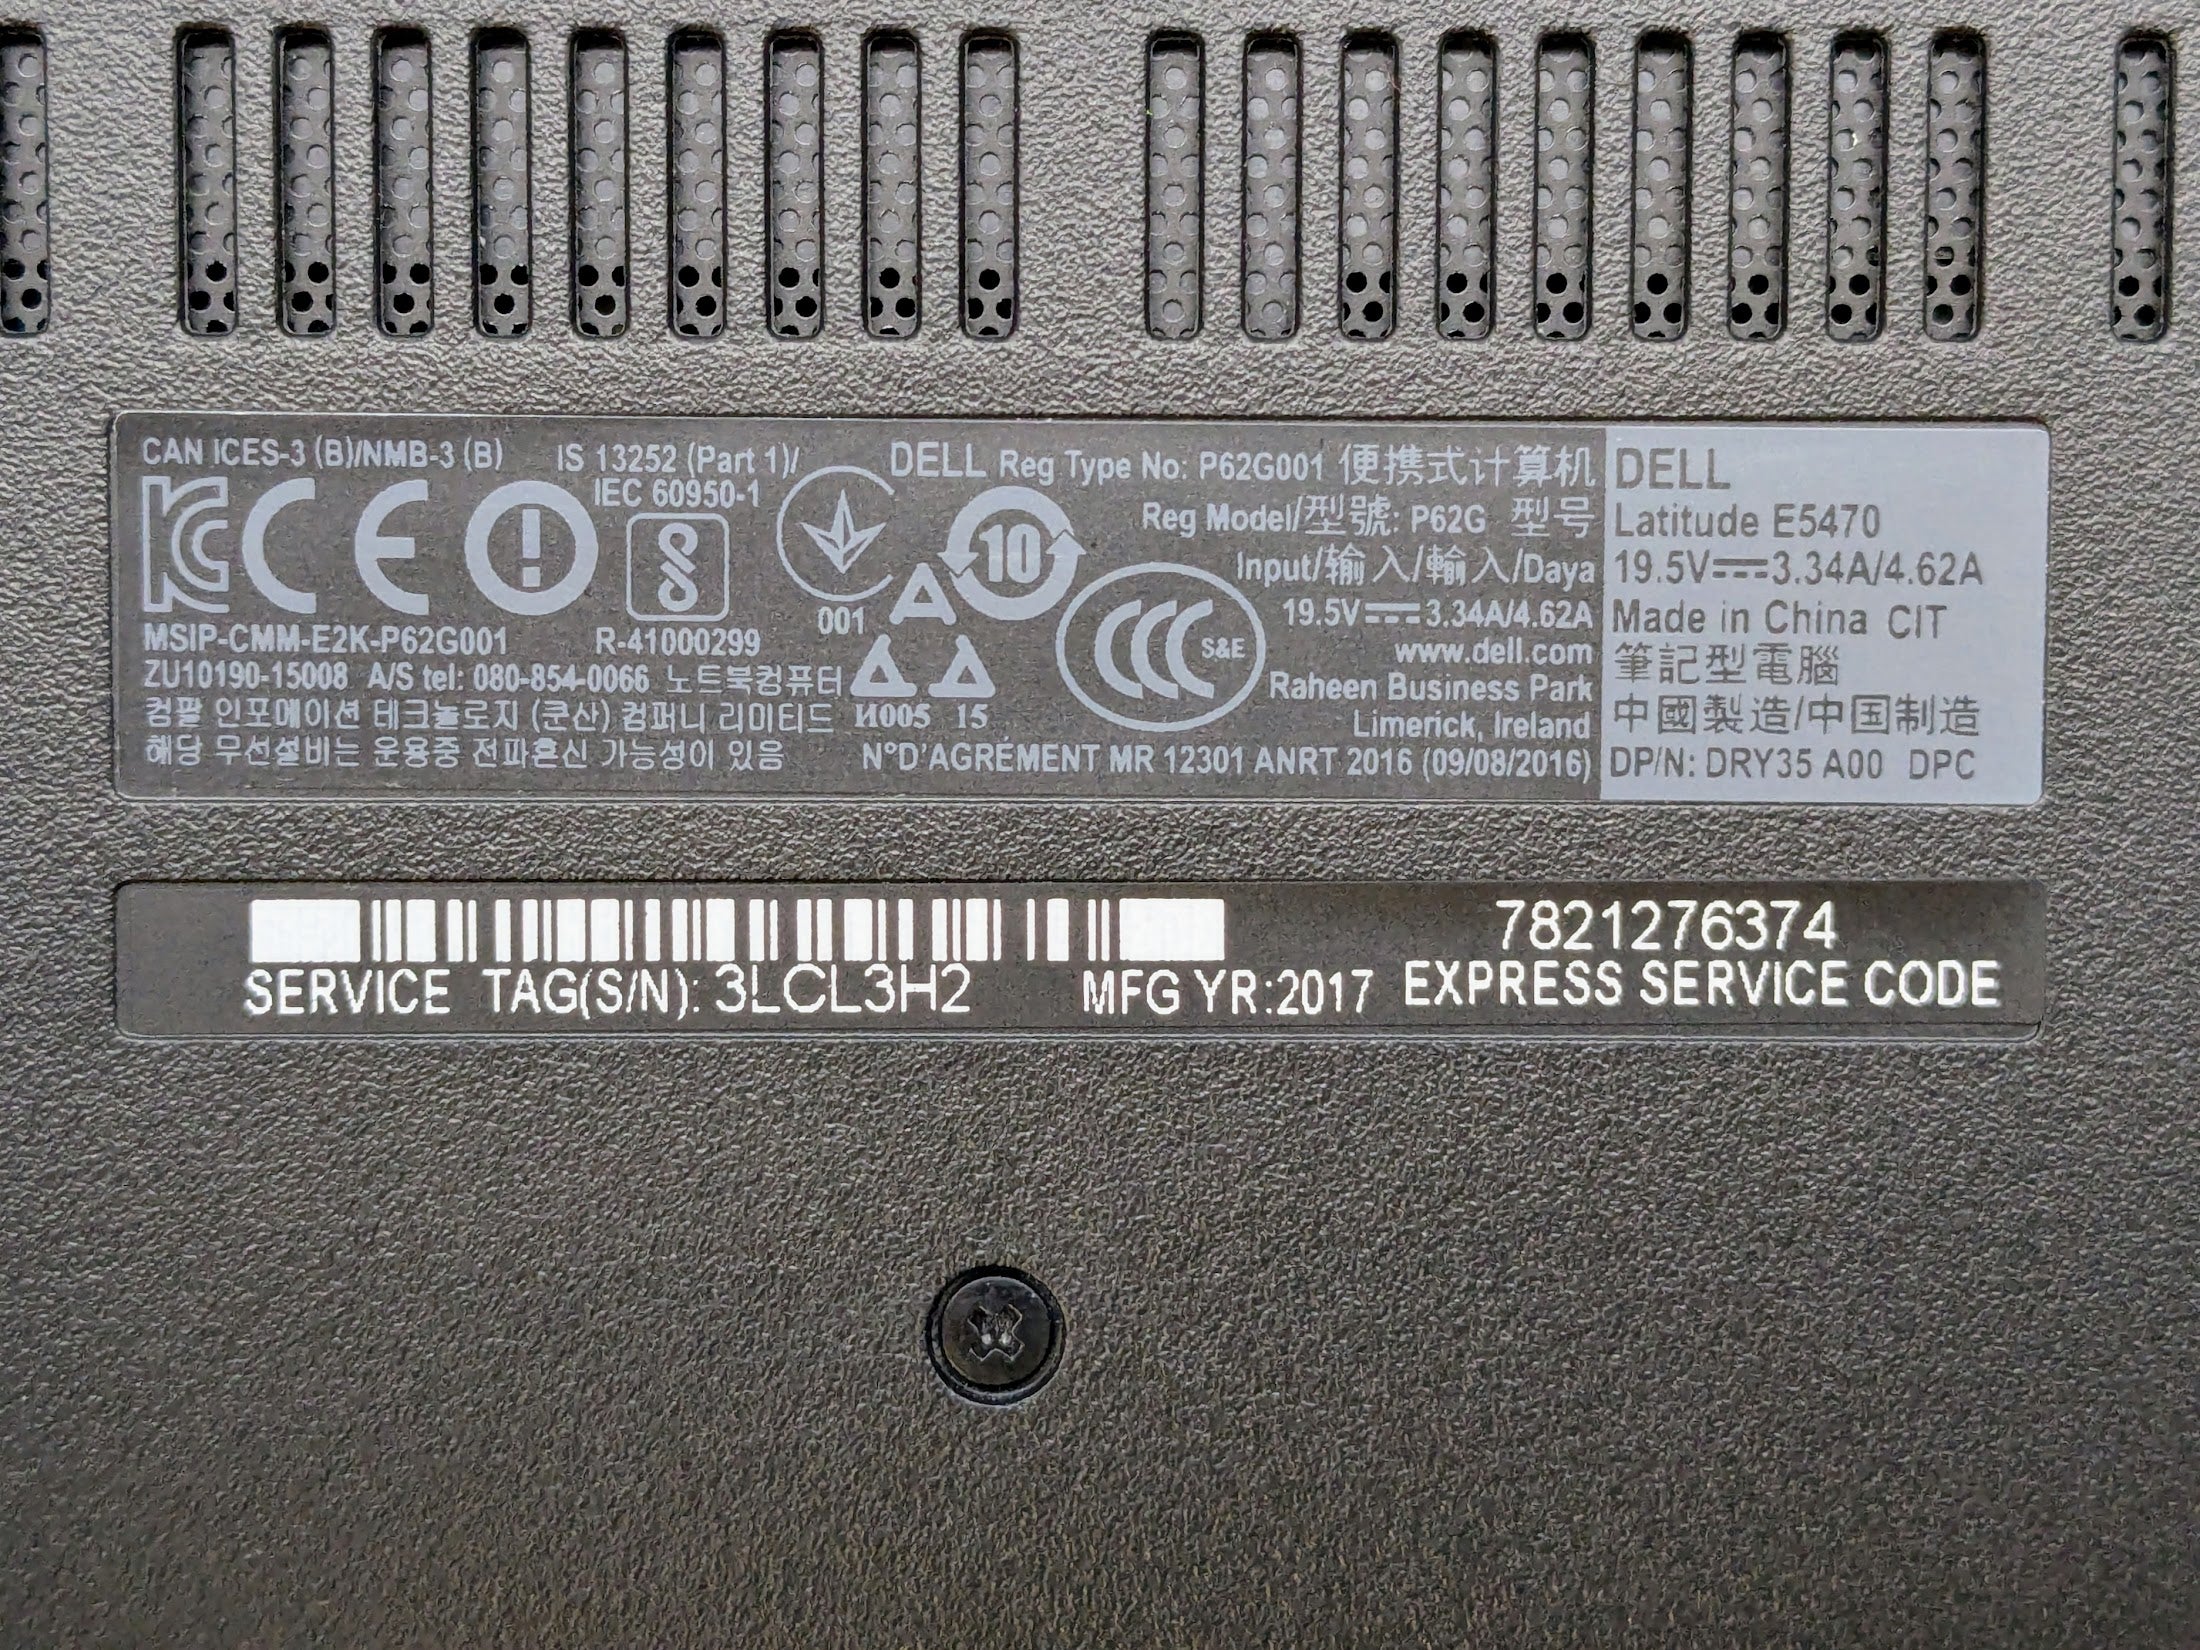 CAN ICES-3 (B)/NMB-3 (B)
IS 13252 (Part 1)/
IEC 60950-1
R-41000299
MSIP-CMM-E2K-P62G001
ZU10190-15008 A/S tel: 080-854-0066 노트북컴퓨터
컴팔 인포메이션 테크놀로지 (쿤산) 컴퍼니 리미티드
해당 무선설비는 운용중 전파혼신 가능성이 있음
001
И005 15
10
CCC S&E
DELL Reg Type No: P62G001 便携式计算机
Reg Model/型號: P62G 型号
Input/输入/輸入/Daya
19.5V⎓3.34A/4.62A
www.dell.com
Raheen Business Park
Limerick, Ireland
N°D'AGRÉMENT MR 12301 ANRT 2016 (09/08/2016)
DELL
Latitude E5470
19.5V⎓3.34A/4.62A
Made in China CIT
筆記型電腦
中國製造/中国制造
DP/N: DRY35 A00 DPC
SERVICE TAG(S/N): 3LCL3H2
MFG YR:2017
7821276374
EXPRESS SERVICE CODE